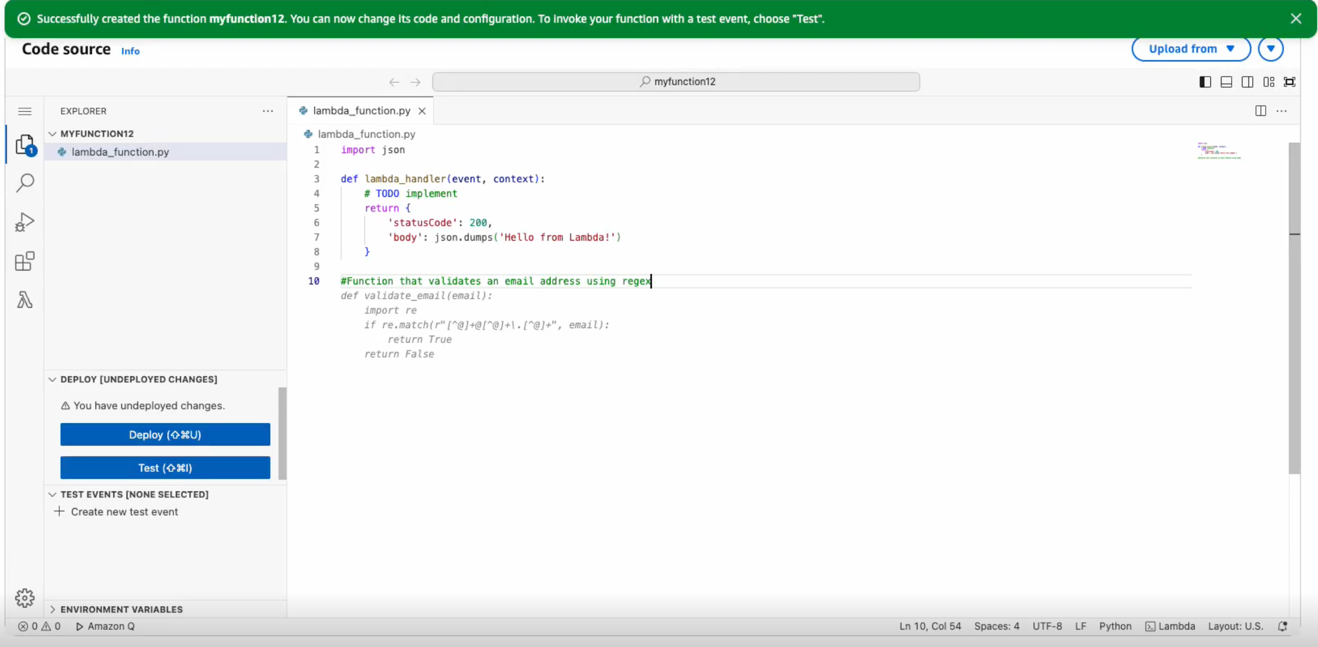 Successfully created the function myfunction12. You can now change its code and configuration. To invoke your function with a test event, choose "Test".
Code source Info
Upload from
myfunction12
EXPLORER
lambda_function.py
MYFUNCTION12
lambda_function.py
1
lambda_function.py
1 import json
2
3 def lambda_handler(event, context):
4     # TODO implement
5     return {
6         'statusCode': 200,
7         'body': json.dumps('Hello from Lambda!')
8     }
9
10 #Function that validates an email address using regex
def validate_email(email):
    import re
    if re.match(r"[^@]+@[^@]+\.[^@]+", email):
        return True
    return False
DEPLOY [UNDEPLOYED CHANGES]
You have undeployed changes.
Deploy (⇧⌘U)
Test (⇧⌘I)
TEST EVENTS [NONE SELECTED]
Create new test event
ENVIRONMENT VARIABLES
0 0 Amazon Q
Ln 10, Col 54 Spaces: 4 UTF-8 LF Python Lambda Layout: U.S.